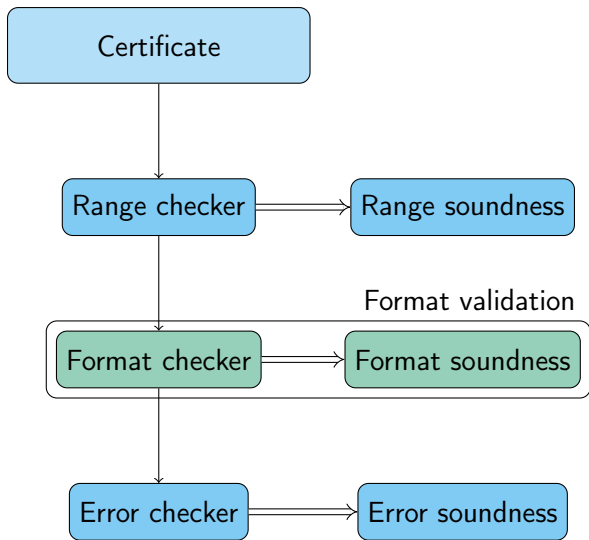 Certificate
Range checker
Range soundness
Format validation
Format checker
Format soundness
Error checker
Error soundness